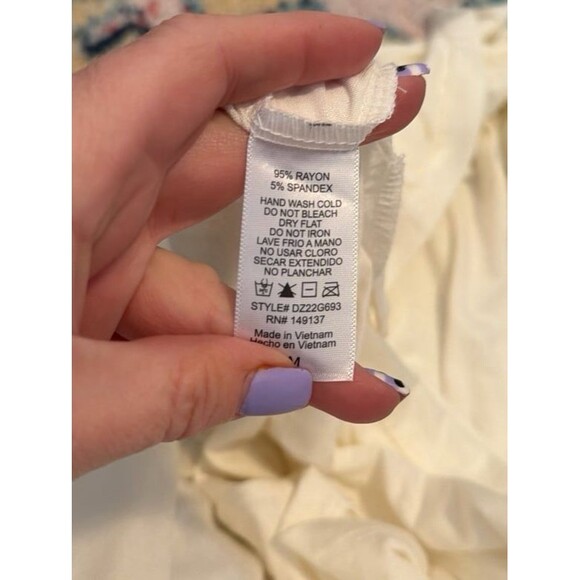 95% RAYON
5% SPANDEX
HAND WASH COLD
DO NOT BLEACH
DRY FLAT
DO NOT IRON
LAVE FRIO A MANO
NO USAR CLORO
SECAR EXTENDIDO
NO PLANCHAR
STYLE# DZ22G693
RN# 149137
Made in Vietnam
Hecho en Vietnam
M